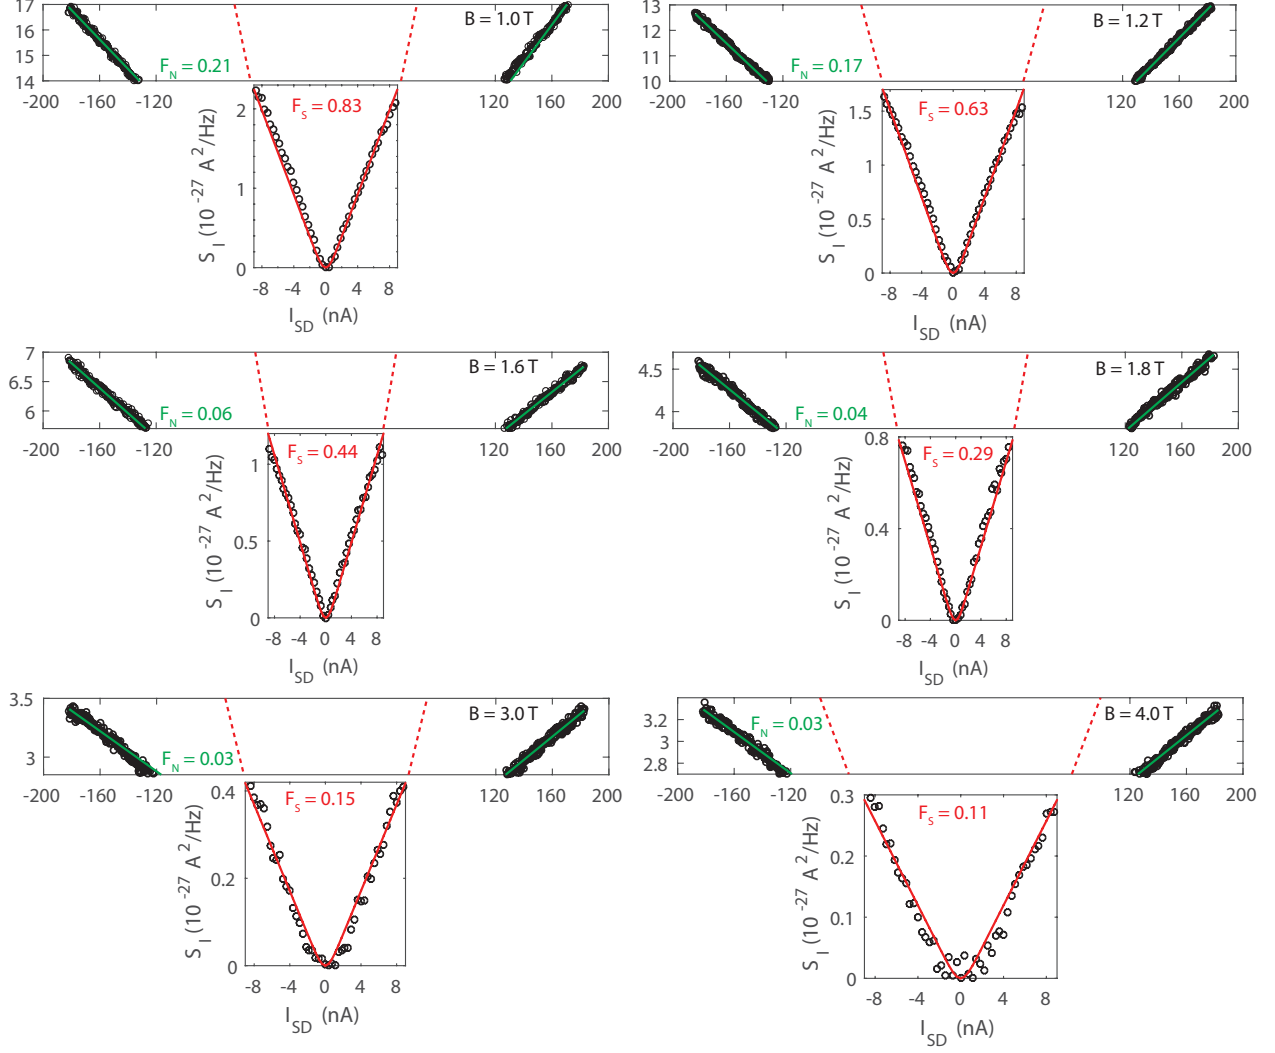 17
16
15
14
B = 1.0 T
F_N = 0.21
-200 -160 -120 120 160 200
F_S = 0.83
2
1
0
S_I (10^-27 A^2/Hz)
-8 -4 0 4 8
I_SD (nA)
13
12
11
10
B = 1.2 T
F_N = 0.17
-200 -160 -120 120 160 200
F_S = 0.63
1.5
1
0.5
0
S_I (10^-27 A^2/Hz)
-8 -4 0 4 8
I_SD (nA)
7
6.5
6
B = 1.6 T
F_N = 0.06
-200 -160 -120 120 160 200
F_S = 0.44
1
0.5
0
S_I (10^-27 A^2/Hz)
-8 -4 0 4 8
I_SD (nA)
4.5
4
B = 1.8 T
F_N = 0.04
-200 -160 -120 120 160 200
F_S = 0.29
0.8
0.4
0
S_I (10^-27 A^2/Hz)
-8 -4 0 4 8
I_SD (nA)
3.5
3
B = 3.0 T
F_N = 0.03
-200 -160 -120 120 160 200
F_S = 0.15
0.4
0.2
0
S_I (10^-27 A^2/Hz)
-8 -4 0 4 8
I_SD (nA)
3.2
3
2.8
B = 4.0 T
F_N = 0.03
-200 -160 -120 120 160 200
F_S = 0.11
0.3
0.2
0.1
0
S_I (10^-27 A^2/Hz)
-8 -4 0 4 8
I_SD (nA)